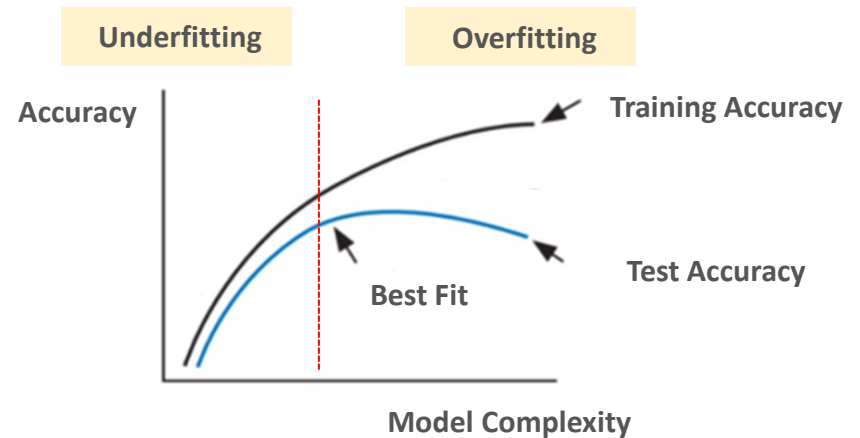 Underfitting
Overfitting
Accuracy
Training Accuracy
Test Accuracy
Best Fit
Model Complexity